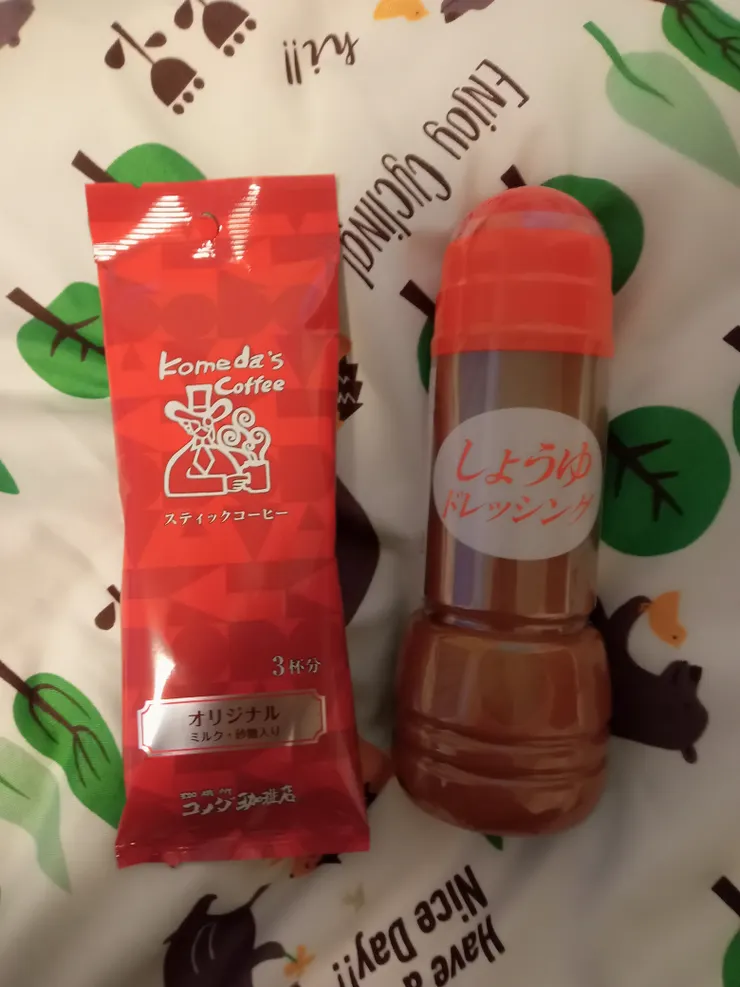 hi!!
Enjoy Cycling!
Komeda's
Coffee
スティックコーヒー
3杯分
オリジナル
ミルク・砂糖入り
コメダ珈琲店
しょうゆ
ドレッシング
Have a
Nice Day!!